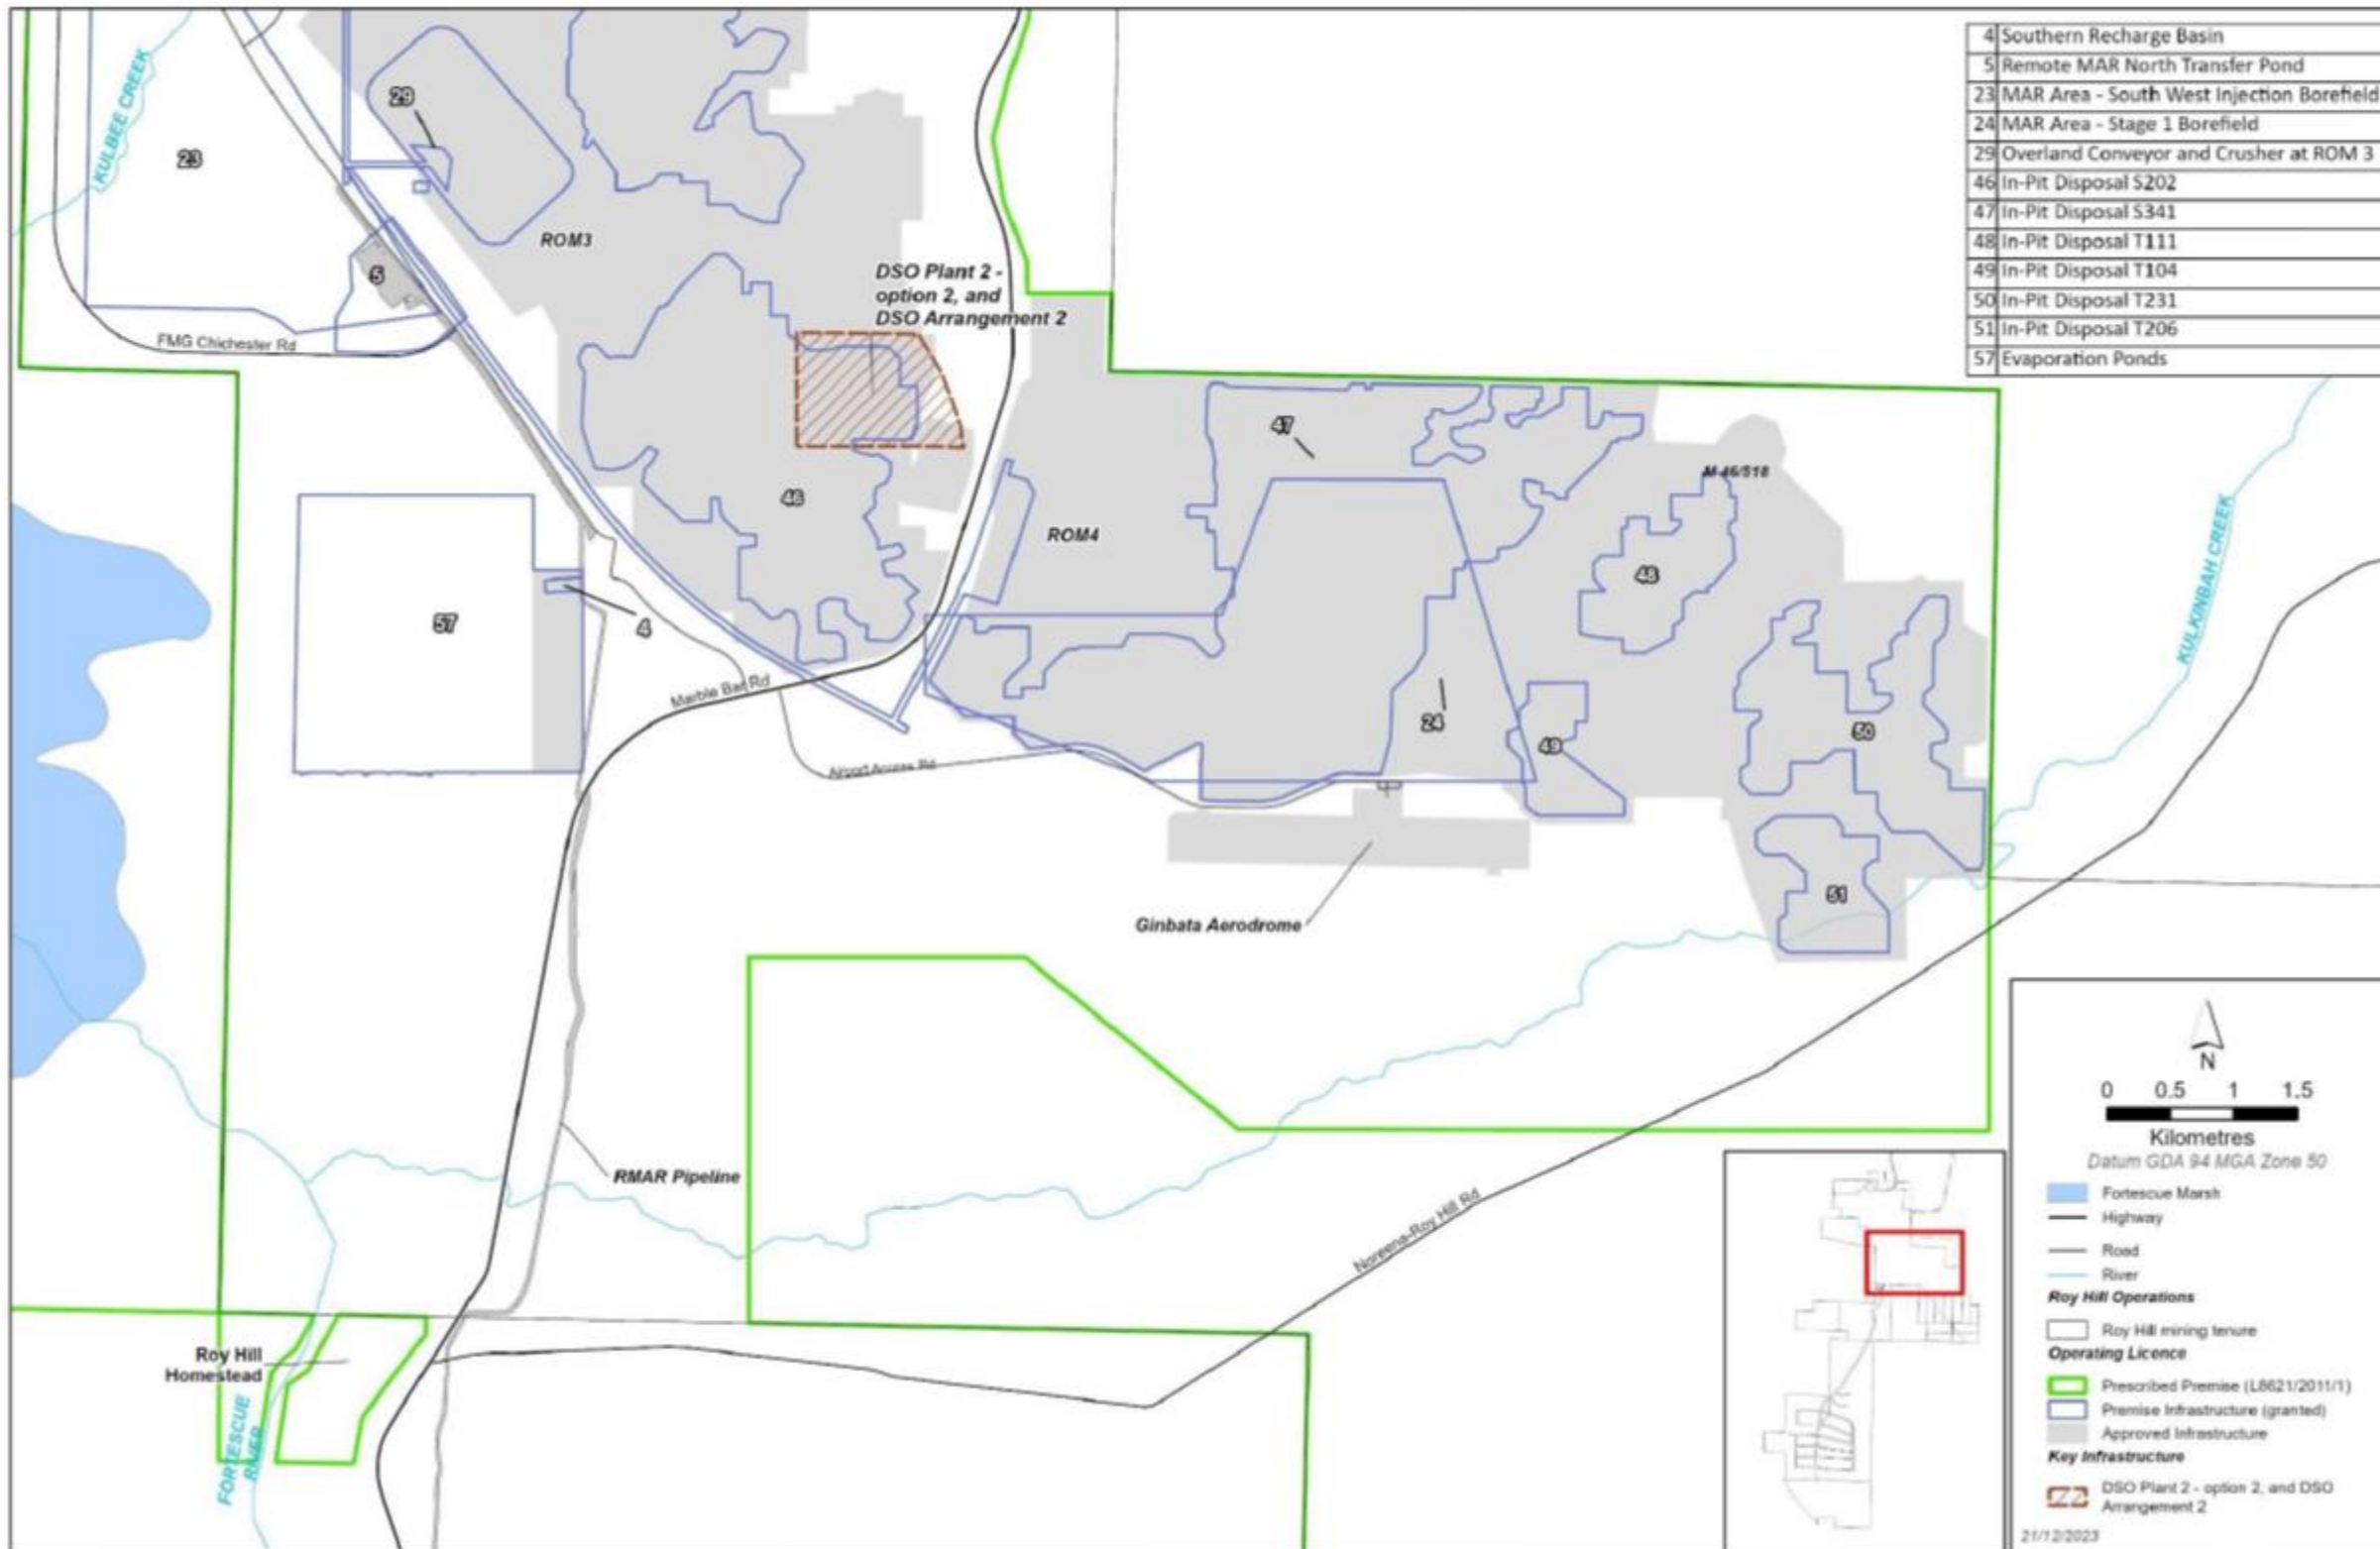 4 Southern Recharge Basin
5 Remote MAR North Transfer Pond
23 MAR Area - South West Injection Borefield
24 MAR Area - Stage 1 Borefield
29 Overland Conveyor and Crusher at ROM 3
46 In-Pit Disposal S202
47 In-Pit Disposal S341
48 In-Pit Disposal T111
49 In-Pit Disposal T104
50 In-Pit Disposal T231
51 In-Pit Disposal T206
57 Evaporation Ponds
KULBEE CREEK
29
23
ROM3
5
DSO Plant 2 -
option 2, and
DSO Arrangement 2
FMG Chichester Rd
47
M 46/518
46
ROM4
KULKINBAH CREEK
48
57
4
Marble Bar Rd
24
49
50
Airport Access Rd
51
Ginbata Aerodrome
RMAR Pipeline
Noreena-Roy Hill Rd
Roy Hill
Homestead
FORTESCUE
RIVER
N
0 0.5 1 1.5
Kilometres
Datum GDA 94 MGA Zone 50
Fortescue Marsh
Highway
Road
River
Roy Hill Operations
Roy Hill mining tenure
Operating Licence
Prescribed Premise (L8621/2011/1)
Premise Infrastructure (granted)
Approved Infrastructure
Key Infrastructure
DSO Plant 2 - option 2, and DSO
Arrangement 2
21/12/2023